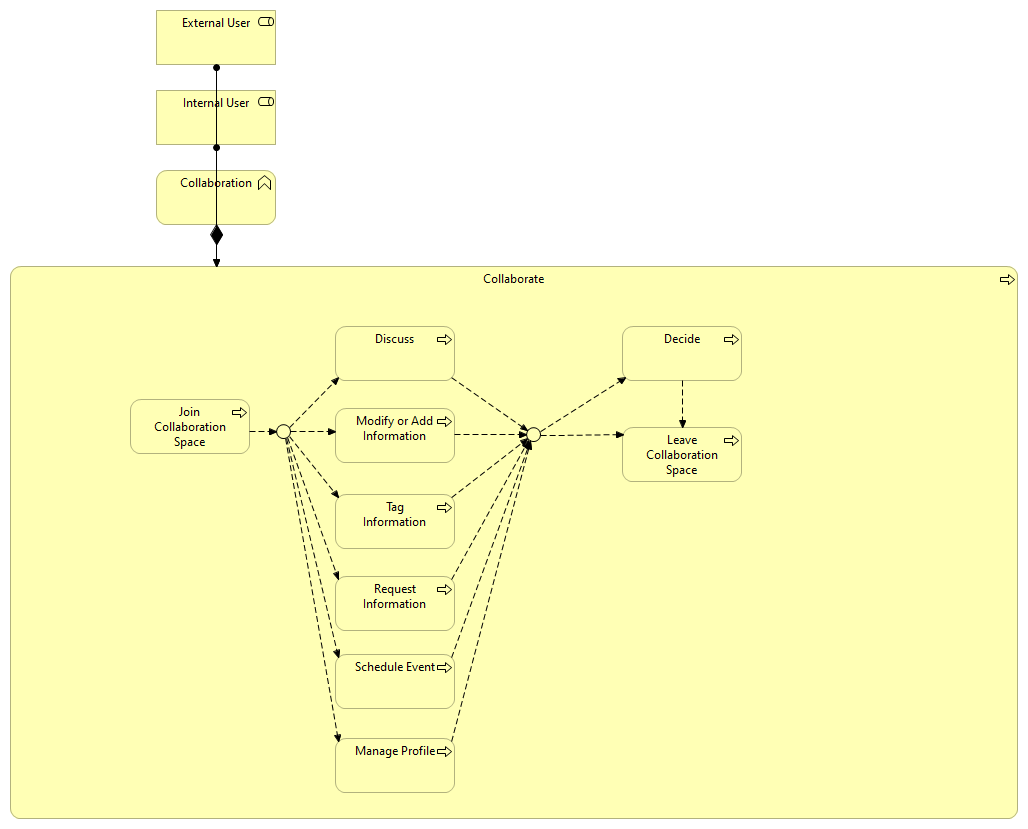 External User
Internal User
Collaboration
Collaborate
Join
Collaboration
Space
Discuss
Modify or Add
Information
Tag
Information
Request
Information
Schedule Event
Manage Profile
Decide
Leave
Collaboration
Space